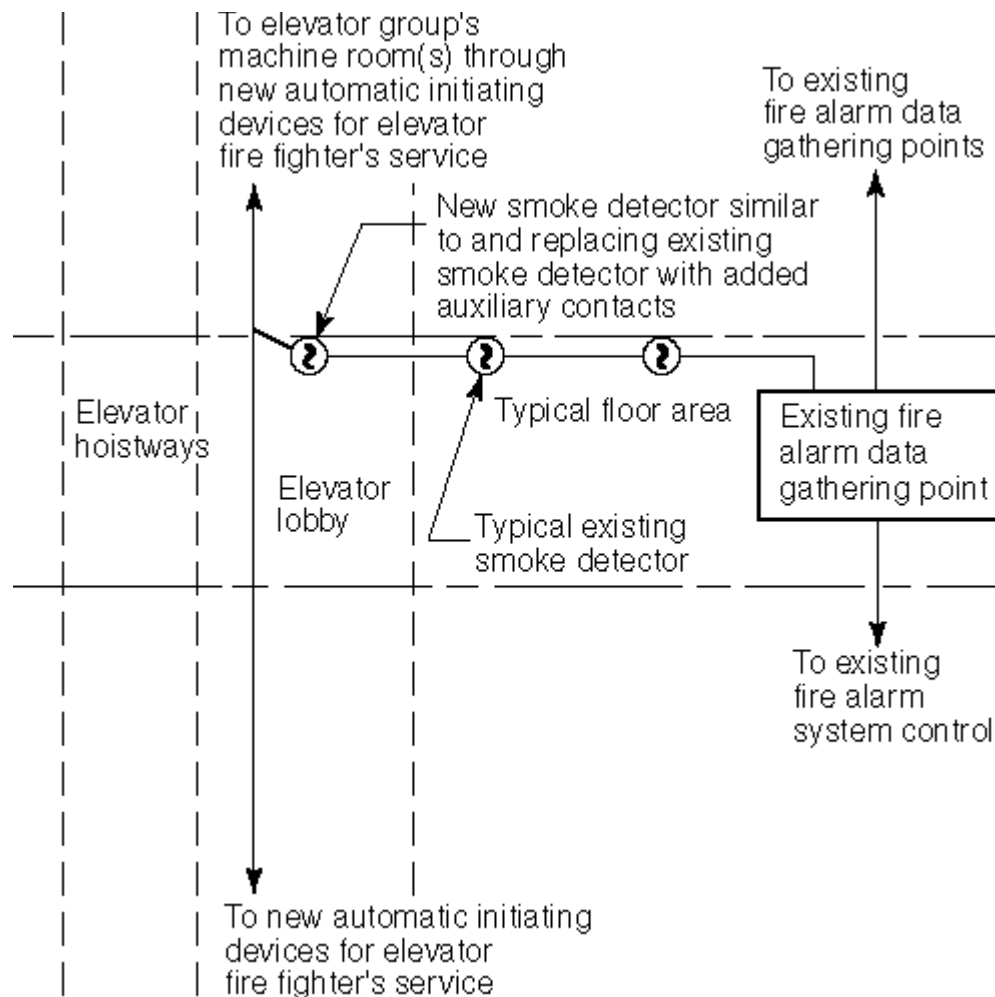 To elevator group's
machine room(s) through
new automatic initiating
devices for elevator
fire fighter's service
To existing
fire alarm data
gathering points
New smoke detector similar
to and replacing existing
smoke detector with added
auxiliary contacts
Elevator
hoistways
Typical floor area
Existing fire
alarm data
gathering point
Elevator
lobby
Typical existing
smoke detector
To existing
fire alarm
system control
To new automatic initiating
devices for elevator
fire fighter's service